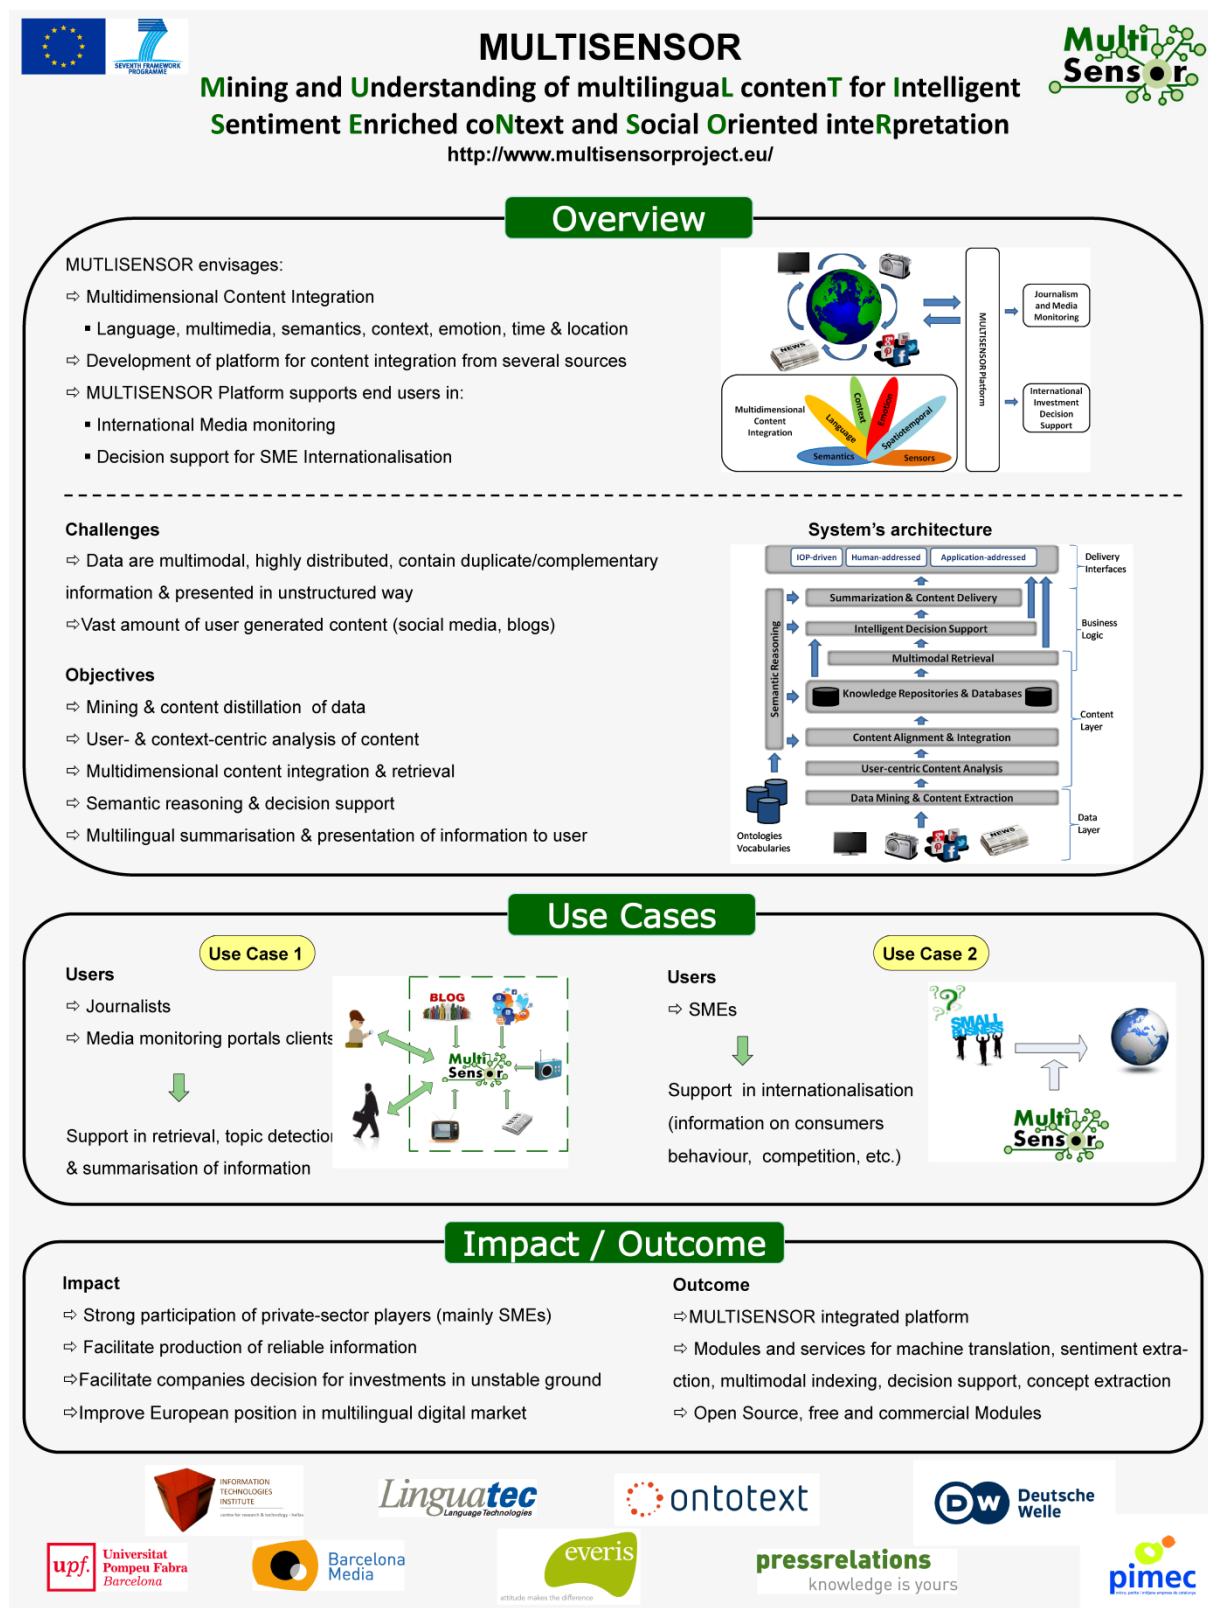 SEVENTH FRAMEWORK
PROGRAMME
MULTISENSOR
Mining and Understanding of multilinguaL contenT for Intelligent
Sentiment Enriched coNtext and Social Oriented inteRpretation
http://www.multisensorproject.eu/
Multi
Sensor
Overview
MUTLISENSOR envisages:
⇨ Multidimensional Content Integration
▪ Language, multimedia, semantics, context, emotion, time & location
⇨ Development of platform for content integration from several sources
⇨ MULTISENSOR Platform supports end users in:
▪ International Media monitoring
▪ Decision support for SME Internationalisation
NEWS
MULTISENSOR Platform
Journalism
and Media
Monitoring
International
Investment
Decision
Support
Multidimensional
Content
Integration
Semantics
Language
Context
Emotion
Spatiotemporal
Sensors
Challenges
⇨ Data are multimodal, highly distributed, contain duplicate/complementary
information & presented in unstructured way
⇨Vast amount of user generated content (social media, blogs)
Objectives
⇨ Mining & content distillation of data
⇨ User- & context-centric analysis of content
⇨ Multidimensional content integration & retrieval
⇨ Semantic reasoning & decision support
⇨ Multilingual summarisation & presentation of information to user
System's architecture
IOP-driven
Human-addressed
Application-addressed
Delivery
Interfaces
Summarization & Content Delivery
Intelligent Decision Support
Business
Logic
Multimodal Retrieval
Semantic Reasoning
Knowledge Repositories & Databases
Content
Layer
Content Alignment & Integration
User-centric Content Analysis
Data Mining & Content Extraction
Data
Layer
Ontologies
Vocabularies
NEWS
Use Cases
Use Case 1
Users
⇨ Journalists
⇨ Media monitoring portals clients
Support in retrieval, topic detection
& summarisation of information
BLOG
Multi
Sensor
Use Case 2
Users
⇨ SMEs
Support in internationalisation
(information on consumers
behaviour, competition, etc.)
SMALL
BUSINESS
Multi
Sensor
Impact / Outcome
Impact
⇨ Strong participation of private-sector players (mainly SMEs)
⇨ Facilitate production of reliable information
⇨Facilitate companies decision for investments in unstable ground
⇨Improve European position in multilingual digital market
Outcome
⇨MULTISENSOR integrated platform
⇨ Modules and services for machine translation, sentiment extra-
ction, multimodal indexing, decision support, concept extraction
⇨ Open Source, free and commercial Modules
INFORMATION
TECHNOLOGIES
INSTITUTE
centre for research & technology - hellas
Linguatec
Language Technologies
ontotext
DW
Deutsche
Welle
upf.
Universitat
Pompeu Fabra
Barcelona
Barcelona
Media
everis
attitude makes the difference
pressrelations
knowledge is yours
pimec